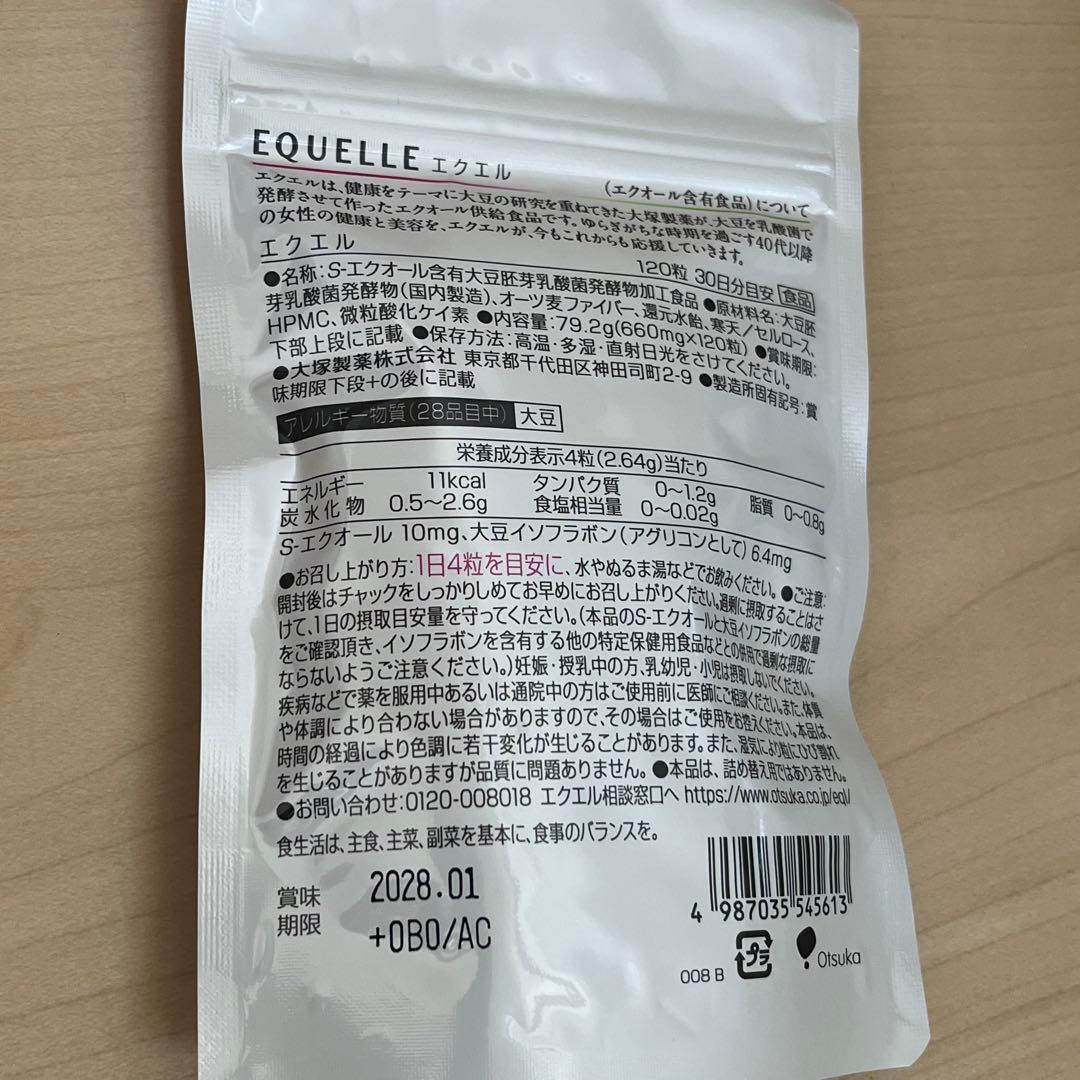 EQUELLE エクエル
(エクオール含有食品)について
エクエルは、健康をテーマに大豆の研究を重ねてきた大塚製薬が、大豆を乳酸菌で
発酵させて作ったエクオール供給食品です。ゆらぎがちな時期を過ごす40代以降
の女性の健康と美容を、エクエルが、今もこれからも応援していきます。
エクエル 120粒 30日分目安 食品
●名称:S-エクオール含有大豆胚芽乳酸菌発酵物加工食品 ●原材料名:大豆胚
芽乳酸菌発酵物(国内製造)、オーツ麦ファイバー、還元水飴、寒天/セルロース、
HPMC、微粒酸化ケイ素 ●内容量:79.2g(660mg×120粒) ●賞味期限:
下部上段に記載 ●保存方法:高温・多湿・直射日光をさけてください。
●大塚製薬株式会社 東京都千代田区神田司町2-9 ●製造所固有記号:賞
味期限下段+の後に記載
アレルギー物質(28品目中) 大豆
栄養成分表示4粒(2.64g)当たり
エネルギー 11kcal タンパク質 0〜1.2g 脂質 0〜0.8g
炭水化物 0.5〜2.6g 食塩相当量 0〜0.02g
S-エクオール 10mg、大豆イソフラボン(アグリコンとして) 6.4mg
●お召し上がり方:1日4粒を目安に、水やぬるま湯などでお飲みください。●ご注意:
開封後はチャックをしっかりしめてお早めにお召し上がりください。過剰に摂取することはさ
けて、1日の摂取目安量を守ってください。(本品のS-エクオールと大豆イソフラボンの総量
をご確認頂き、イソフラボンを含有する他の特定保健用食品などとの併用で過剰な摂取に
ならないようご注意ください。)妊娠・授乳中の方、乳幼児・小児は摂取しないでください。
疾病などで薬を服用中あるいは通院中の方はご使用前に医師にご相談ください。また、体質
や体調により合わない場合がありますので、その場合はご使用をお控えください。本品は、
時間の経過により色調に若干変化が生じることがあります。また、湿気により粒にひび割れ
を生じることがありますが品質に問題ありません。●本品は、詰め替え用ではありません。
●お問い合わせ:0120-008018 エクエル相談窓口へ https://www.otsuka.co.jp/eql/
食生活は、主食、主菜、副菜を基本に、食事のバランスを。
賞味
期限
2028.01
+OBO/AC
4 987035 545613
008 B プラ Otsuka